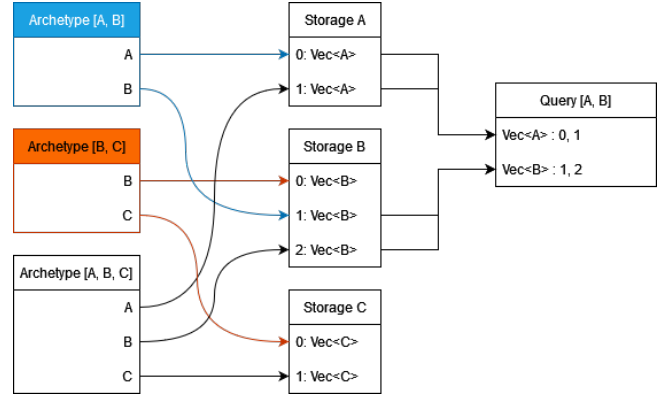 Archetype [A, B]
A
B
Archetype [B, C]
B
C
Archetype [A, B, C]
A
B
C
Storage A
0: Vec<A>
1: Vec<A>
Storage B
0: Vec<B>
1: Vec<B>
2: Vec<B>
Storage C
0: Vec<C>
1: Vec<C>
Query [A, B]
Vec<A> : 0, 1
Vec<B> : 1, 2